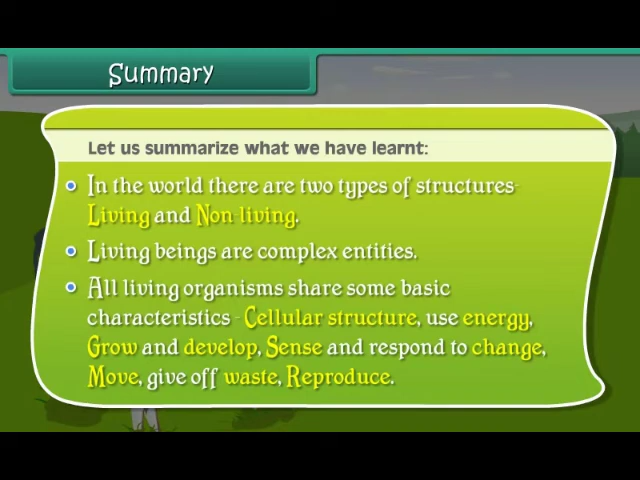 Summary
Let us summarize what we have learnt:
In the world there are two types of structures-
Living and Non-living.
Living beings are complex entities.
All living organisms share some basic
characteristics - Cellular structure, use energy,
Grow and develop, Sense and respond to change,
Move, give off waste, Reproduce.